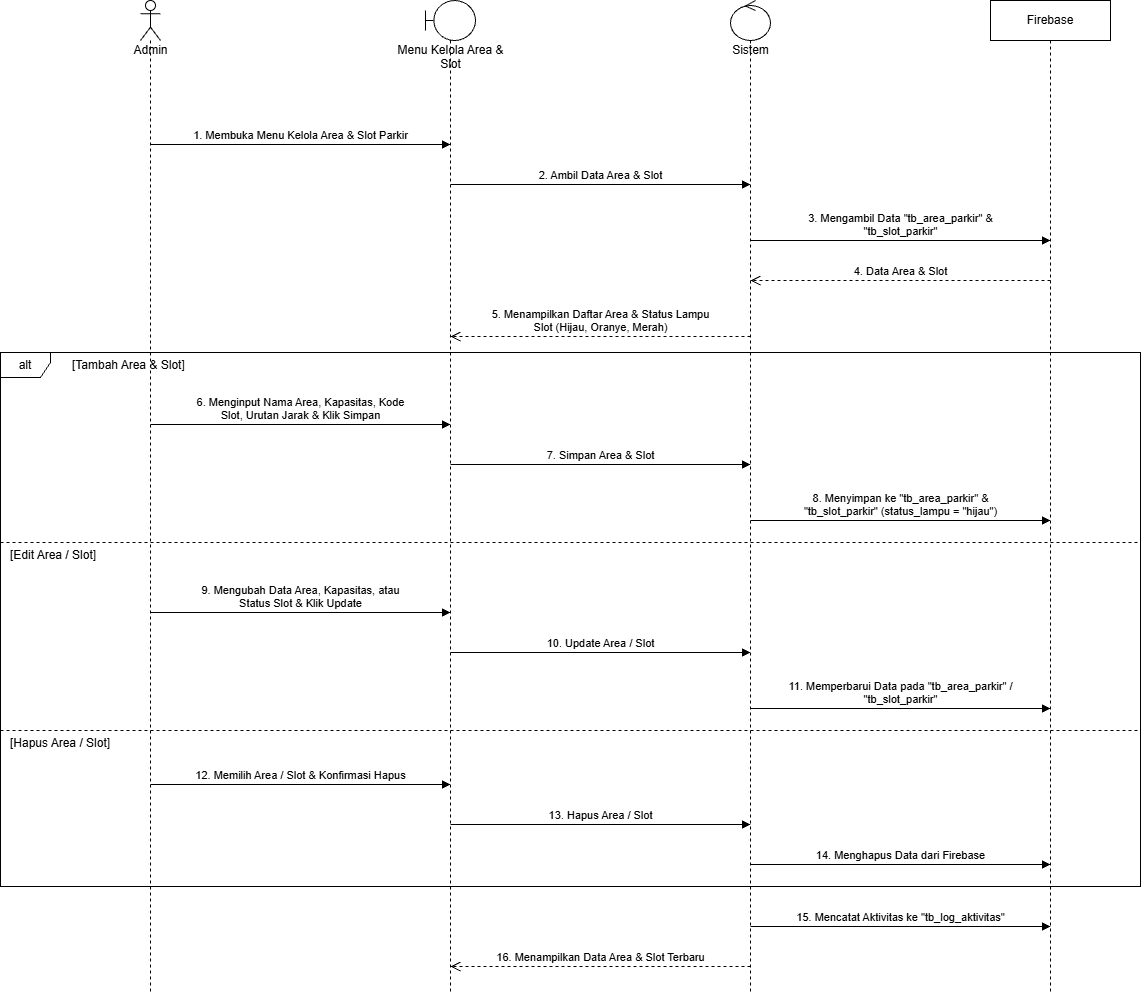 Admin
Menu Kelola Area &
Slot
Sistem
Firebase
1. Membuka Menu Kelola Area & Slot Parkir
2. Ambil Data Area & Slot
3. Mengambil Data "tb_area_parkir" &
"tb_slot_parkir"
4. Data Area & Slot
5. Menampilkan Daftar Area & Status Lampu
Slot (Hijau, Oranye, Merah)
alt
[Tambah Area & Slot]
6. Menginput Nama Area, Kapasitas, Kode
Slot, Urutan Jarak & Klik Simpan
7. Simpan Area & Slot
8. Menyimpan ke "tb_area_parkir" &
"tb_slot_parkir" (status_lampu = "hijau")
[Edit Area / Slot]
9. Mengubah Data Area, Kapasitas, atau
Status Slot & Klik Update
10. Update Area / Slot
11. Memperbarui Data pada "tb_area_parkir" /
"tb_slot_parkir"
[Hapus Area / Slot]
12. Memilih Area / Slot & Konfirmasi Hapus
13. Hapus Area / Slot
14. Menghapus Data dari Firebase
15. Mencatat Aktivitas ke "tb_log_aktivitas"
16. Menampilkan Data Area & Slot Terbaru